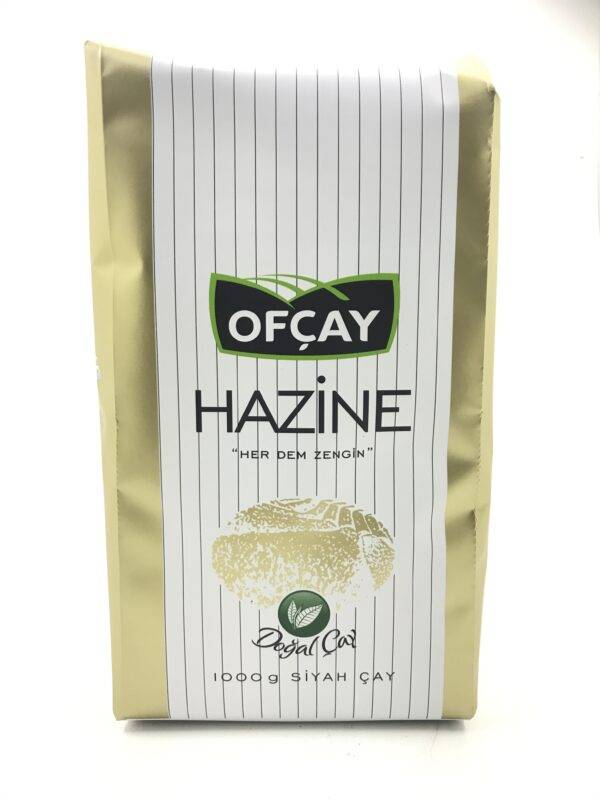 OFÇAY
HAZİNE
"HER DEM ZENGİN"
Doğal Çay
1000g SİYAH ÇAY